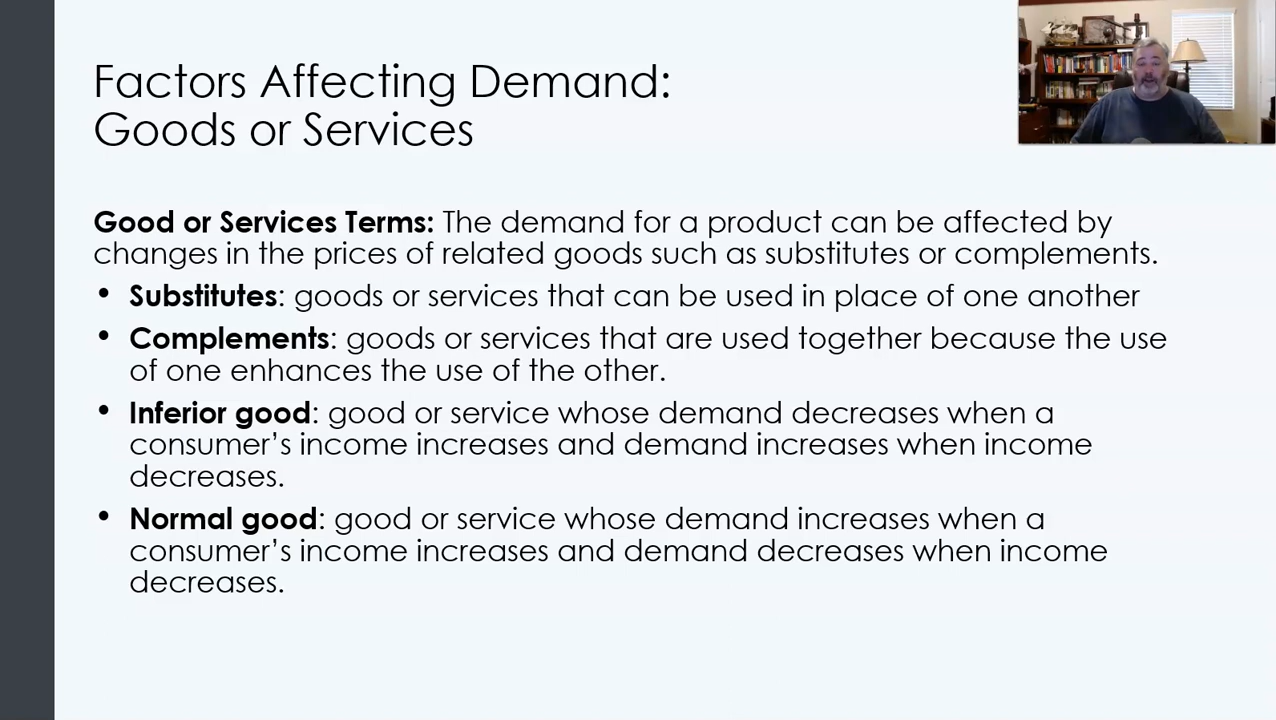 Factors Affecting Demand:
Goods or Services
Good or Services Terms: The demand for a product can be affected by
changes in the prices of related goods such as substitutes or complements.
• Substitutes: goods or services that can be used in place of one another
• Complements: goods or services that are used together because the use
of one enhances the use of the other.
• Inferior good: good or service whose demand decreases when a
consumer’s income increases and demand increases when income
decreases.
• Normal good: good or service whose demand increases when a
consumer’s income increases and demand decreases when income
decreases.